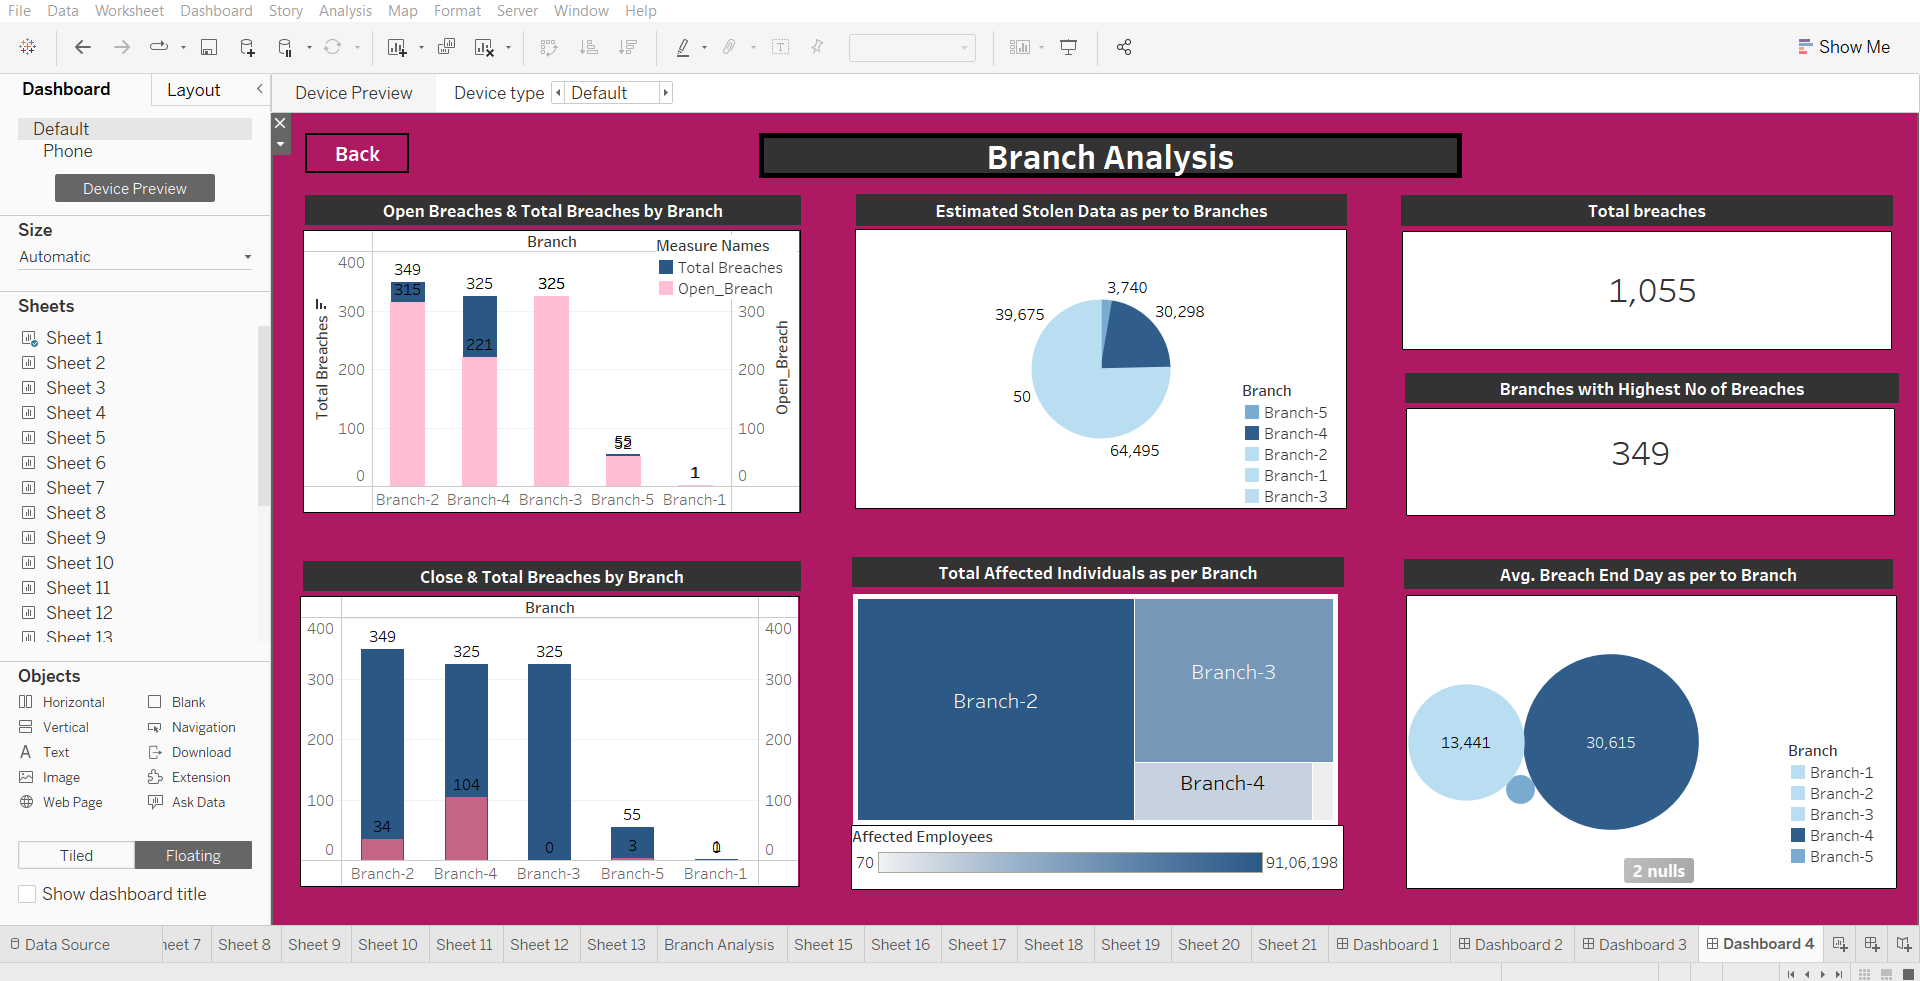 File Data Worksheet Dashboard Story Analysis Map Format Server Window Help
Show Me
Dashboard Layout
Device Preview Device type Default
Default
Phone
Device Preview
Size
Automatic
Sheets
Sheet 1
Sheet 2
Sheet 3
Sheet 4
Sheet 5
Sheet 6
Sheet 7
Sheet 8
Sheet 9
Sheet 10
Sheet 11
Sheet 12
Sheet 13
Objects
Horizontal Blank
Vertical Navigation
Text Download
Image Extension
Web Page Ask Data
Tiled Floating
Show dashboard title
Back
Branch Analysis
Open Breaches & Total Breaches by Branch
Branch
Measure Names
Total Breaches
Open_Breach
400
300
200
100
0
Total Breaches
349
315
325
221
325
55
52
1
300
200
100
0
Open_Breach
Branch-2 Branch-4 Branch-3 Branch-5 Branch-1
Estimated Stolen Data as per to Branches
3,740
39,675
30,298
50
64,495
Branch
Branch-5
Branch-4
Branch-2
Branch-1
Branch-3
Total breaches
1,055
Branches with Highest No of Breaches
349
Close & Total Breaches by Branch
Branch
400
300
200
100
0
349
34
325
104
325
0
55
3
400
300
200
100
0
Branch-2 Branch-4 Branch-3 Branch-5 Branch-1
Total Affected Individuals as per Branch
Branch-2
Branch-3
Branch-4
Affected Employees
70 91,06,198
Avg. Breach End Day as per to Branch
13,441
30,615
Branch
Branch-1
Branch-2
Branch-3
Branch-4
Branch-5
2 nulls
Data Source heet 7 Sheet 8 Sheet 9 Sheet 10 Sheet 11 Sheet 12 Sheet 13 Branch Analysis Sheet 15 Sheet 16 Sheet 17 Sheet 18 Sheet 19 Sheet 20 Sheet 21 Dashboard 1 Dashboard 2 Dashboard 3 Dashboard 4